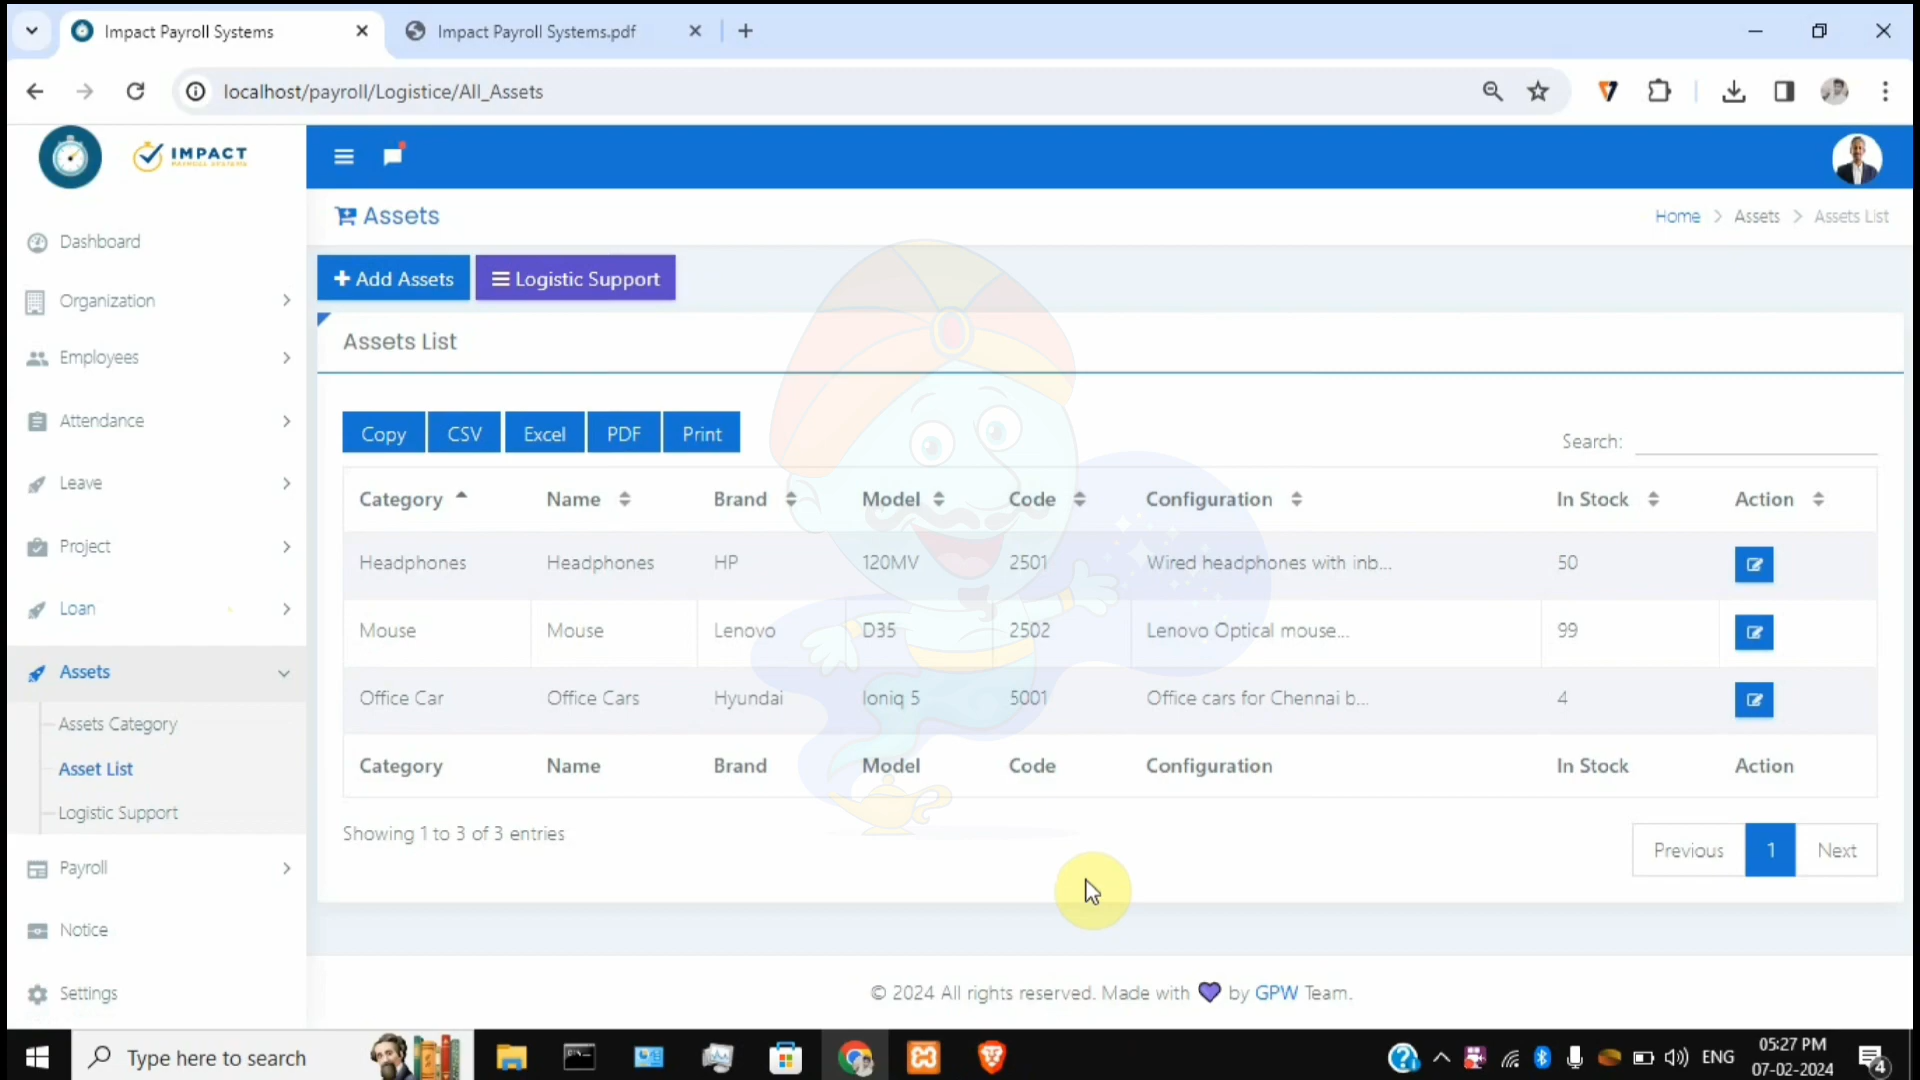 Impact Payroll Systems
Impact Payroll Systems.pdf
localhost/payroll/Logistice/All_Assets
IMPACT
PAYROLL SYSTEMS
Assets
Home > Assets > Assets List
Add Assets
Logistic Support
Assets List
Dashboard
Organization
Employees
Attendance
Leave
Project
Loan
Assets
Assets Category
Asset List
Logistic Support
Payroll
Notice
Settings
Copy CSV Excel PDF Print
Search:
Category Name Brand Model Code Configuration In Stock Action
Headphones Headphones HP 120MV 2501 Wired headphones with inb... 50
Mouse Mouse Lenovo D35 2502 Lenovo Optical mouse... 99
Office Car Office Cars Hyundai Ioniq 5 5001 Office cars for Chennai b... 4
Category Name Brand Model Code Configuration In Stock Action
Showing 1 to 3 of 3 entries
Previous 1 Next
© 2024 All rights reserved. Made with 💜 by GPW Team.
Type here to search
ENG
05:27 PM
07-02-2024
4